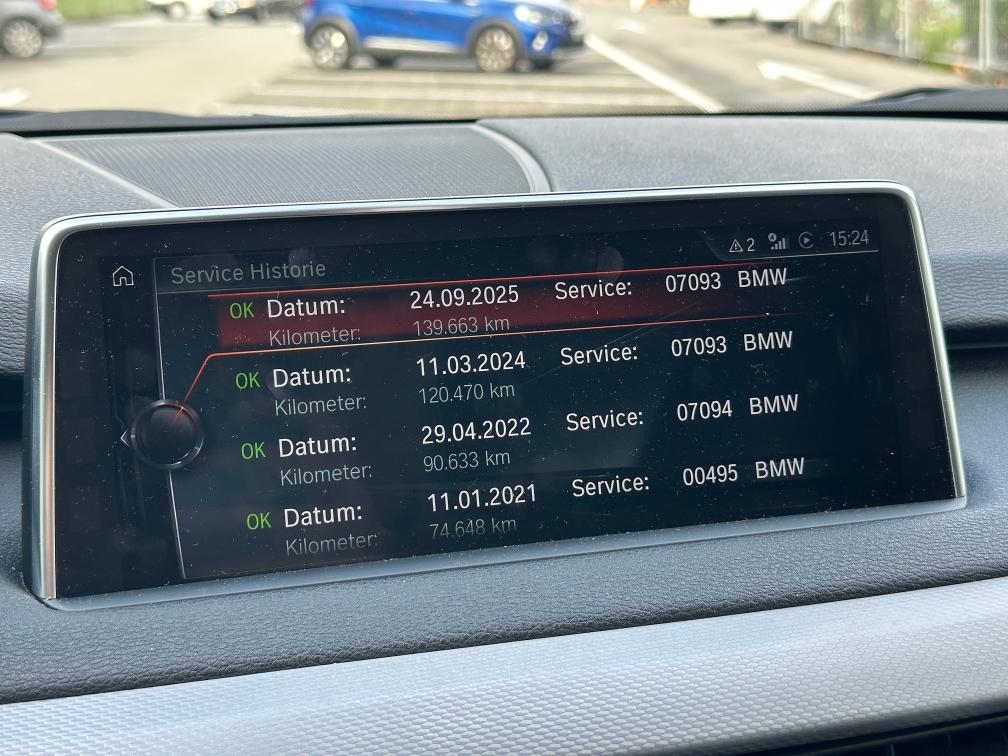 2 15:24
Service Historie
OK Datum: 24.09.2025 Service: 07093 BMW
Kilometer: 139.663 km
OK Datum: 11.03.2024 Service: 07093 BMW
Kilometer: 120.470 km
OK Datum: 29.04.2022 Service: 07094 BMW
Kilometer: 90.633 km
OK Datum: 11.01.2021 Service: 00495 BMW
Kilometer: 74.648 km